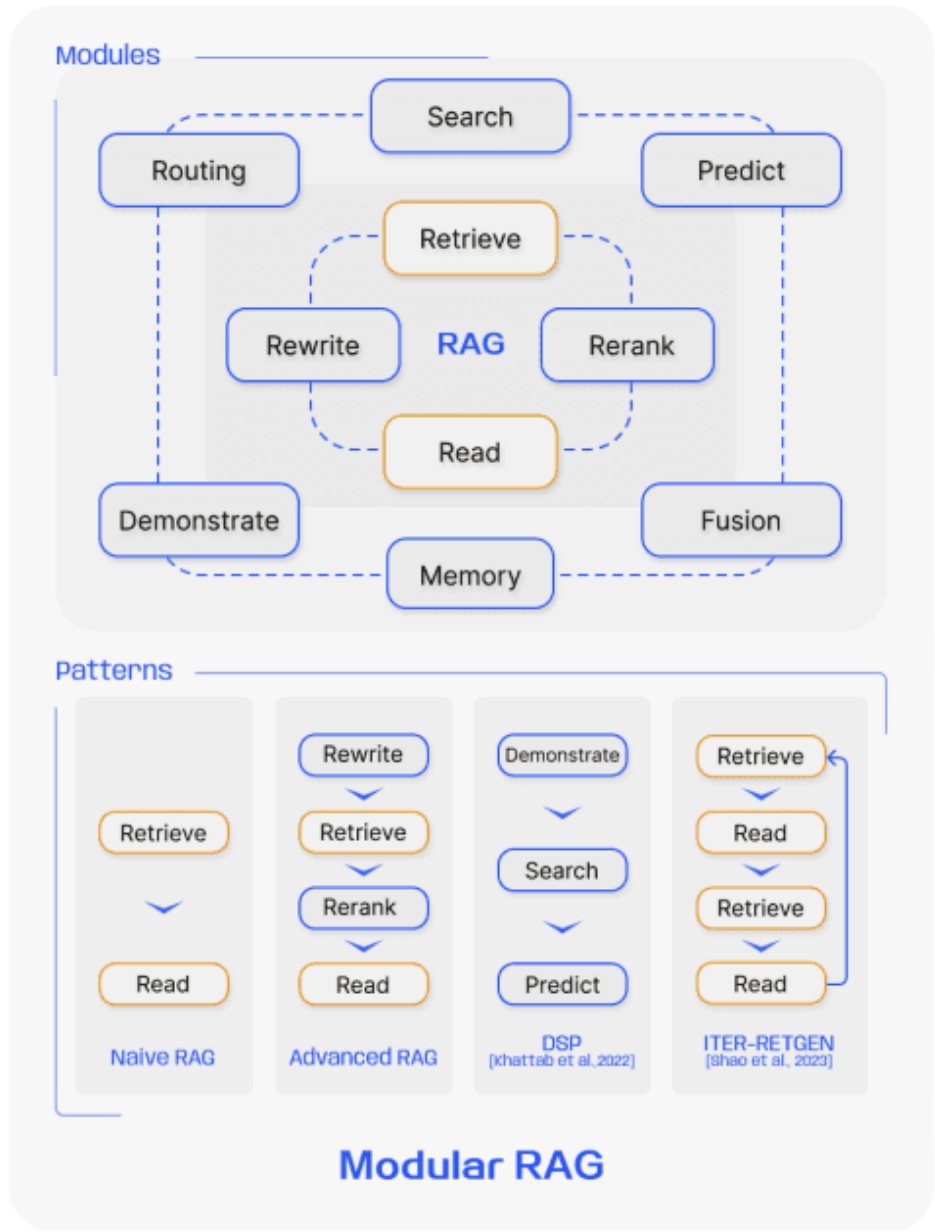 Modules
Search
Routing
Predict
Retrieve
Rewrite
RAG
Rerank
Read
Demonstrate
Fusion
Memory
Patterns
Retrieve
Read
Naive RAG
Rewrite
Retrieve
Rerank
Read
Advanced RAG
Demonstrate
Search
Predict
DSP
[Khattab et al.,2022]
Retrieve
Read
Retrieve
Read
ITER-RETGEN
[Shao et al., 2023]
Modular RAG